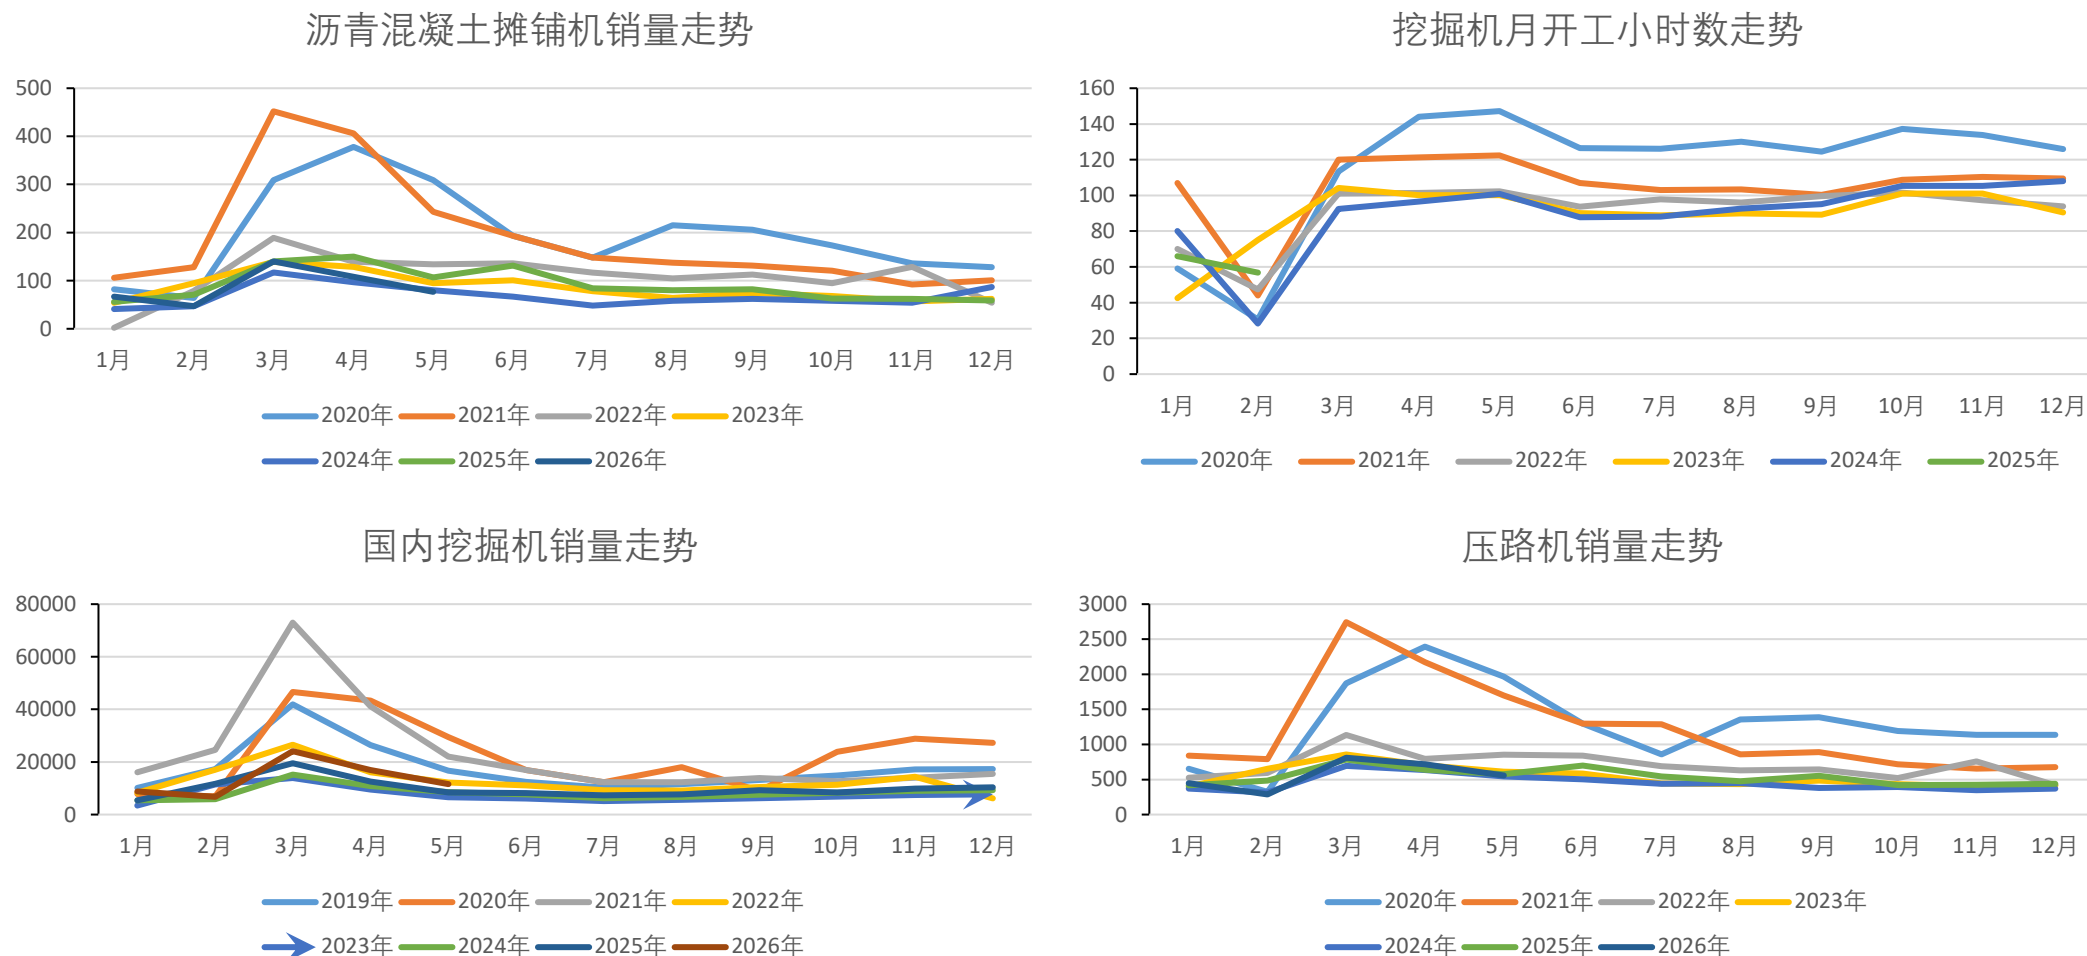 沥青混凝土摊铺机销量走势
500
400
300
200
100
0
1月 2月 3月 4月 5月 6月 7月 8月 9月 10月 11月 12月
2020年 2021年 2022年 2023年
2024年 2025年 2026年
挖掘机月开工小时数走势
160
140
120
100
80
60
40
20
0
1月 2月 3月 4月 5月 6月 7月 8月 9月 10月 11月 12月
2020年 2021年 2022年 2023年 2024年 2025年
国内挖掘机销量走势
80000
60000
40000
20000
0
1月 2月 3月 4月 5月 6月 7月 8月 9月 10月 11月 12月
2019年 2020年 2021年 2022年
2023年 2024年 2025年 2026年
压路机销量走势
3000
2500
2000
1500
1000
500
0
1月 2月 3月 4月 5月 6月 7月 8月 9月 10月 11月 12月
2020年 2021年 2022年 2023年
2024年 2025年 2026年